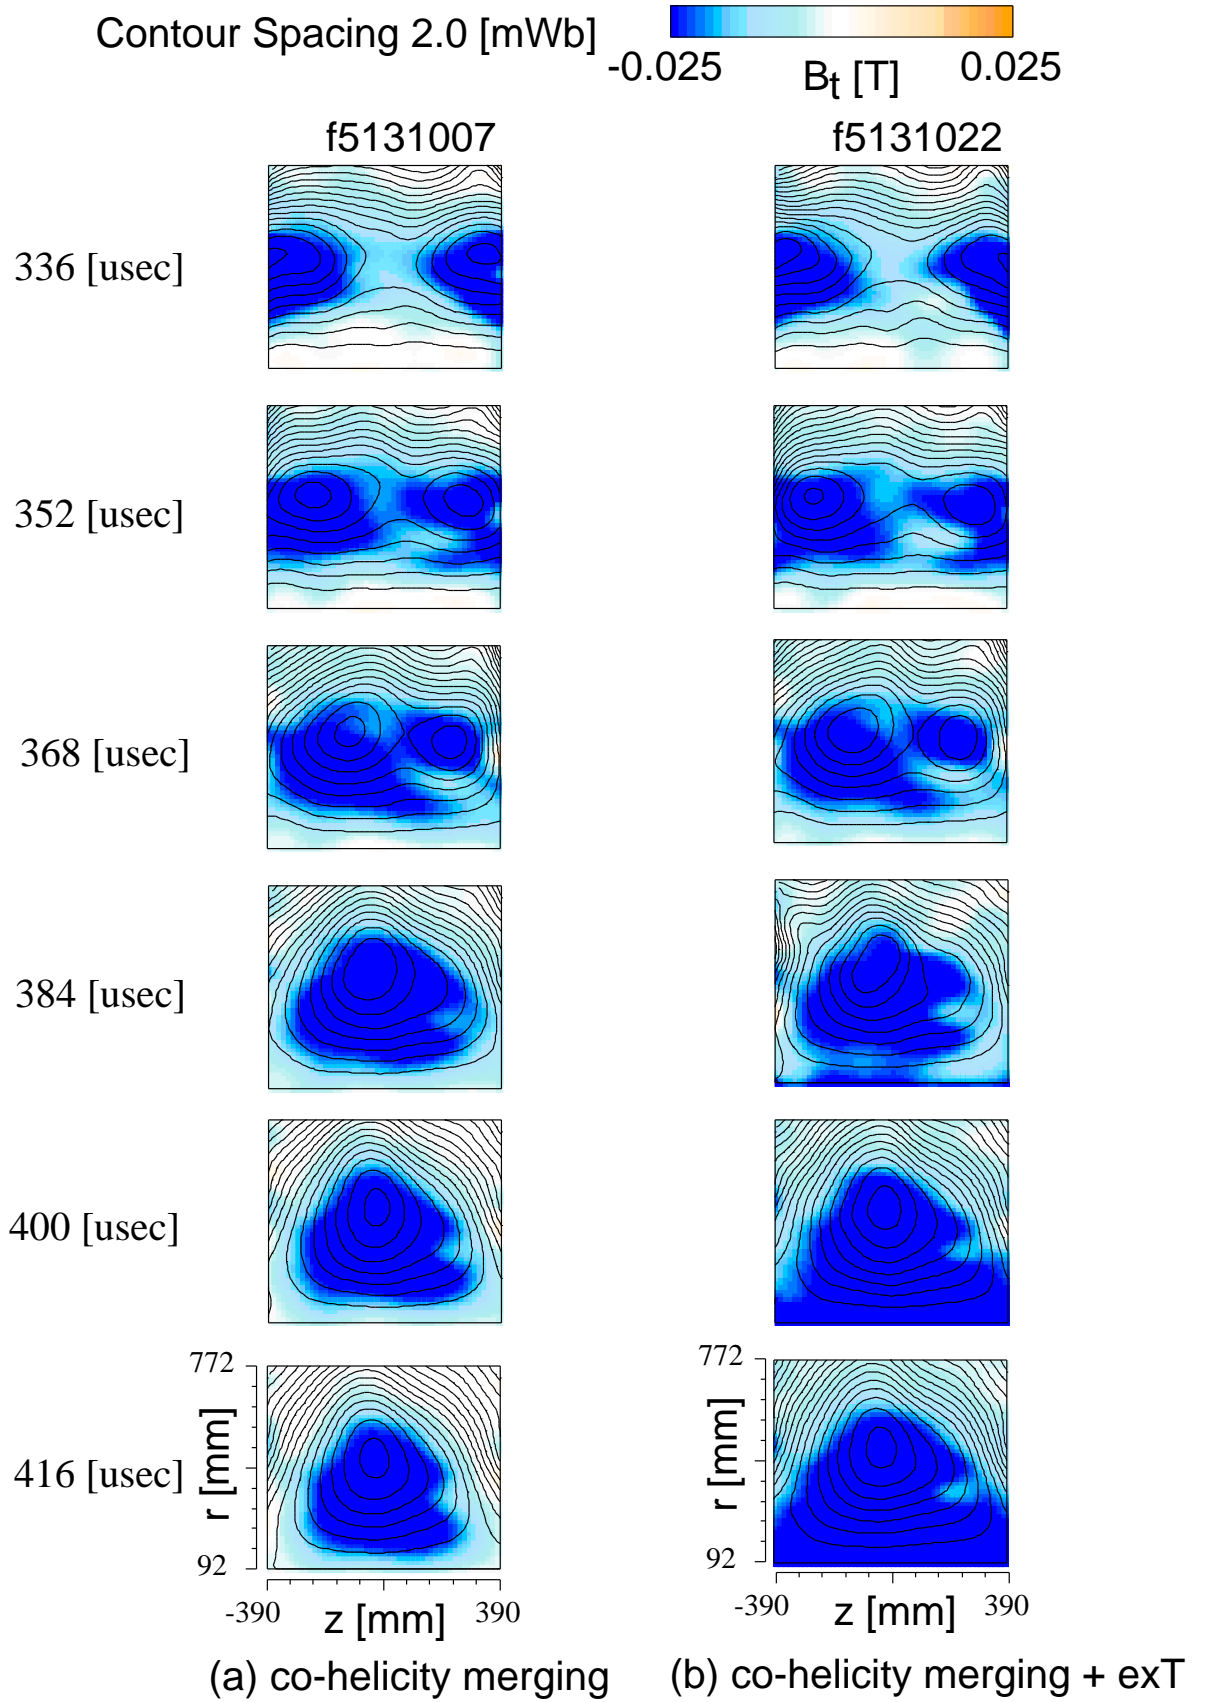 Contour Spacing 2.0 [mWb]
-0.025 0.025
Bt [T]
f5131007 f5131022
336 [usec]
352 [usec]
368 [usec]
384 [usec]
400 [usec]
416 [usec]
772 772
r [mm] r [mm]
92 92
-390 z [mm] 390 -390 z [mm] 390
(a) co-helicity merging (b) co-helicity merging + exT